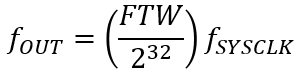 f_OUT = (FTW / 2^32) f_SYSCLK